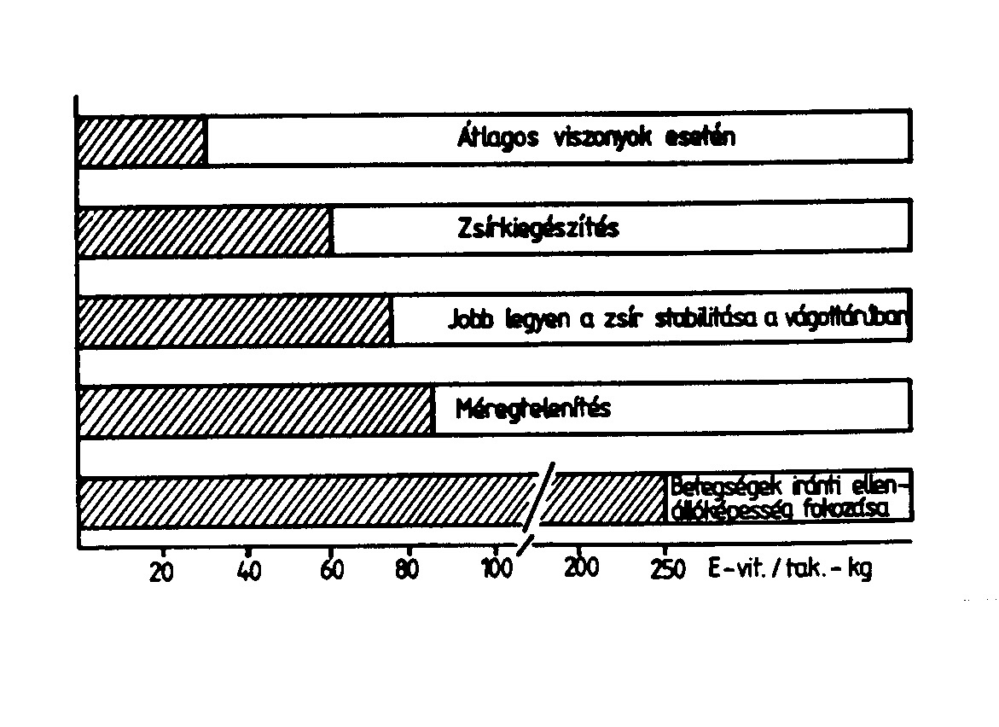 Átlagos viszonyok esetén
Zsírkiegészítés
Jobb legyen a zsír stabilitása a vágottáruban
Méregtelenítés
Betegségek iránti ellen-
állóképesség fokozása
20 40 60 80 100 200 250 E-vit. / tak. - kg